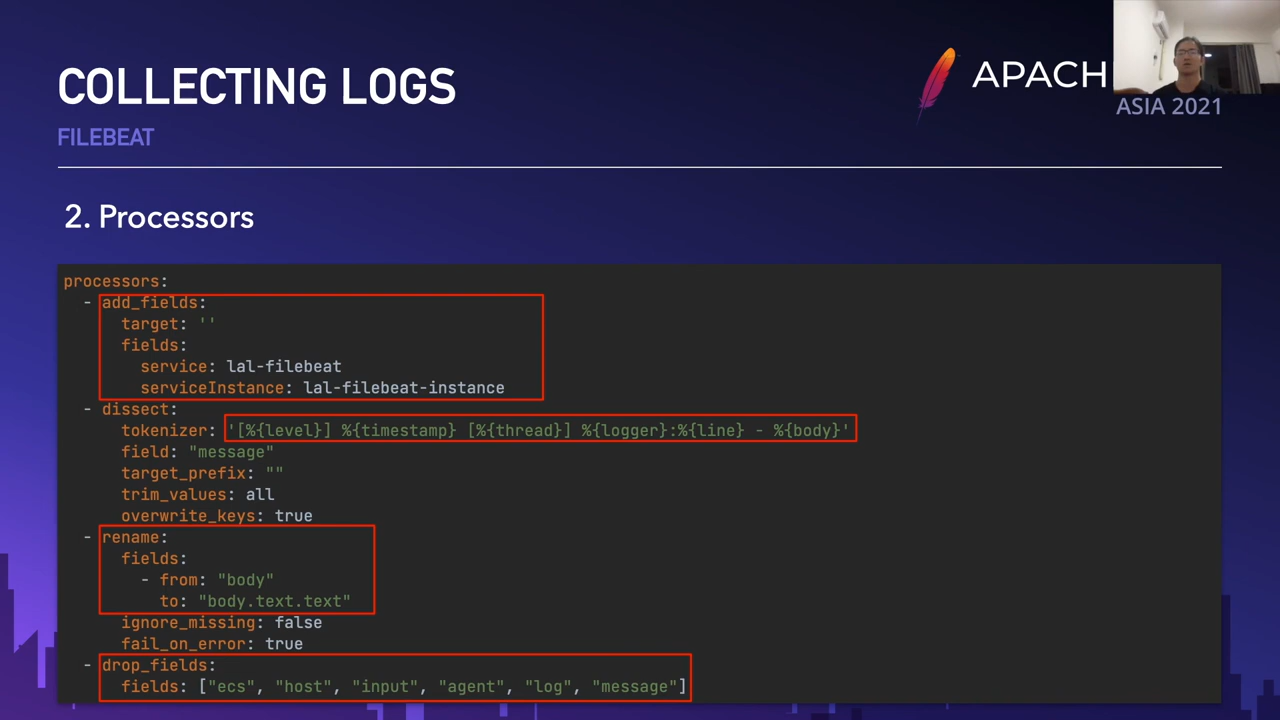 COLLECTING LOGS
FILEBEAT
APACH
ASIA 2021
2. Processors
processors:
- add_fields:
target: ''
fields:
service: lal-filebeat
serviceInstance: lal-filebeat-instance
- dissect:
tokenizer: '[%{level}] %{timestamp} [%{thread}] %{logger}:%{line} - %{body}'
field: "message"
target_prefix: ""
trim_values: all
overwrite_keys: true
- rename:
fields:
- from: "body"
to: "body.text.text"
ignore_missing: false
fail_on_error: true
- drop_fields:
fields: ["ecs", "host", "input", "agent", "log", "message"]